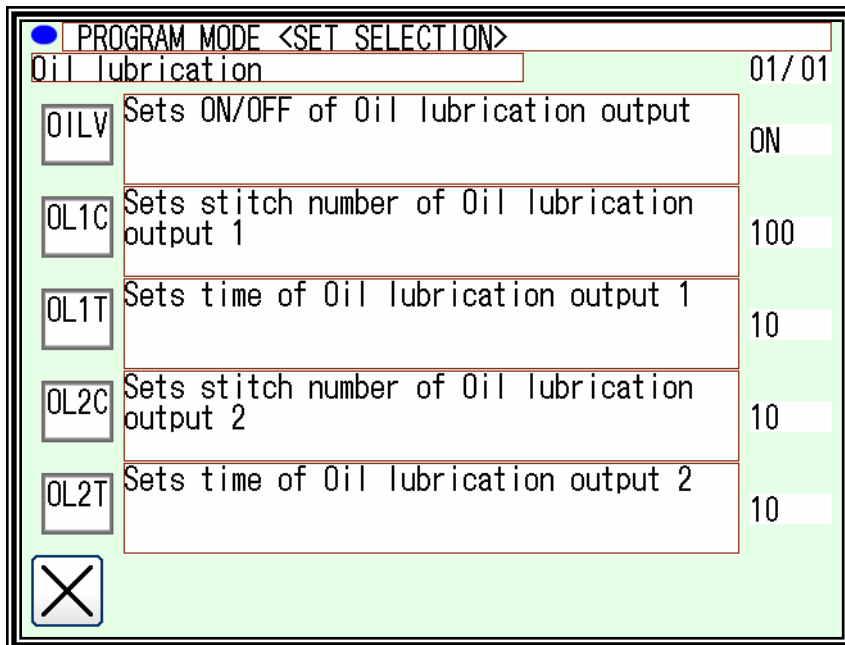 PROGRAM MODE <SET SELECTION>
Oil lubrication 01/01
OILV Sets ON/OFF of Oil lubrication output ON
OL1C Sets stitch number of Oil lubrication
output 1 100
OL1T Sets time of Oil lubrication output 1 10
OL2C Sets stitch number of Oil lubrication
output 2 10
OL2T Sets time of Oil lubrication output 2 10